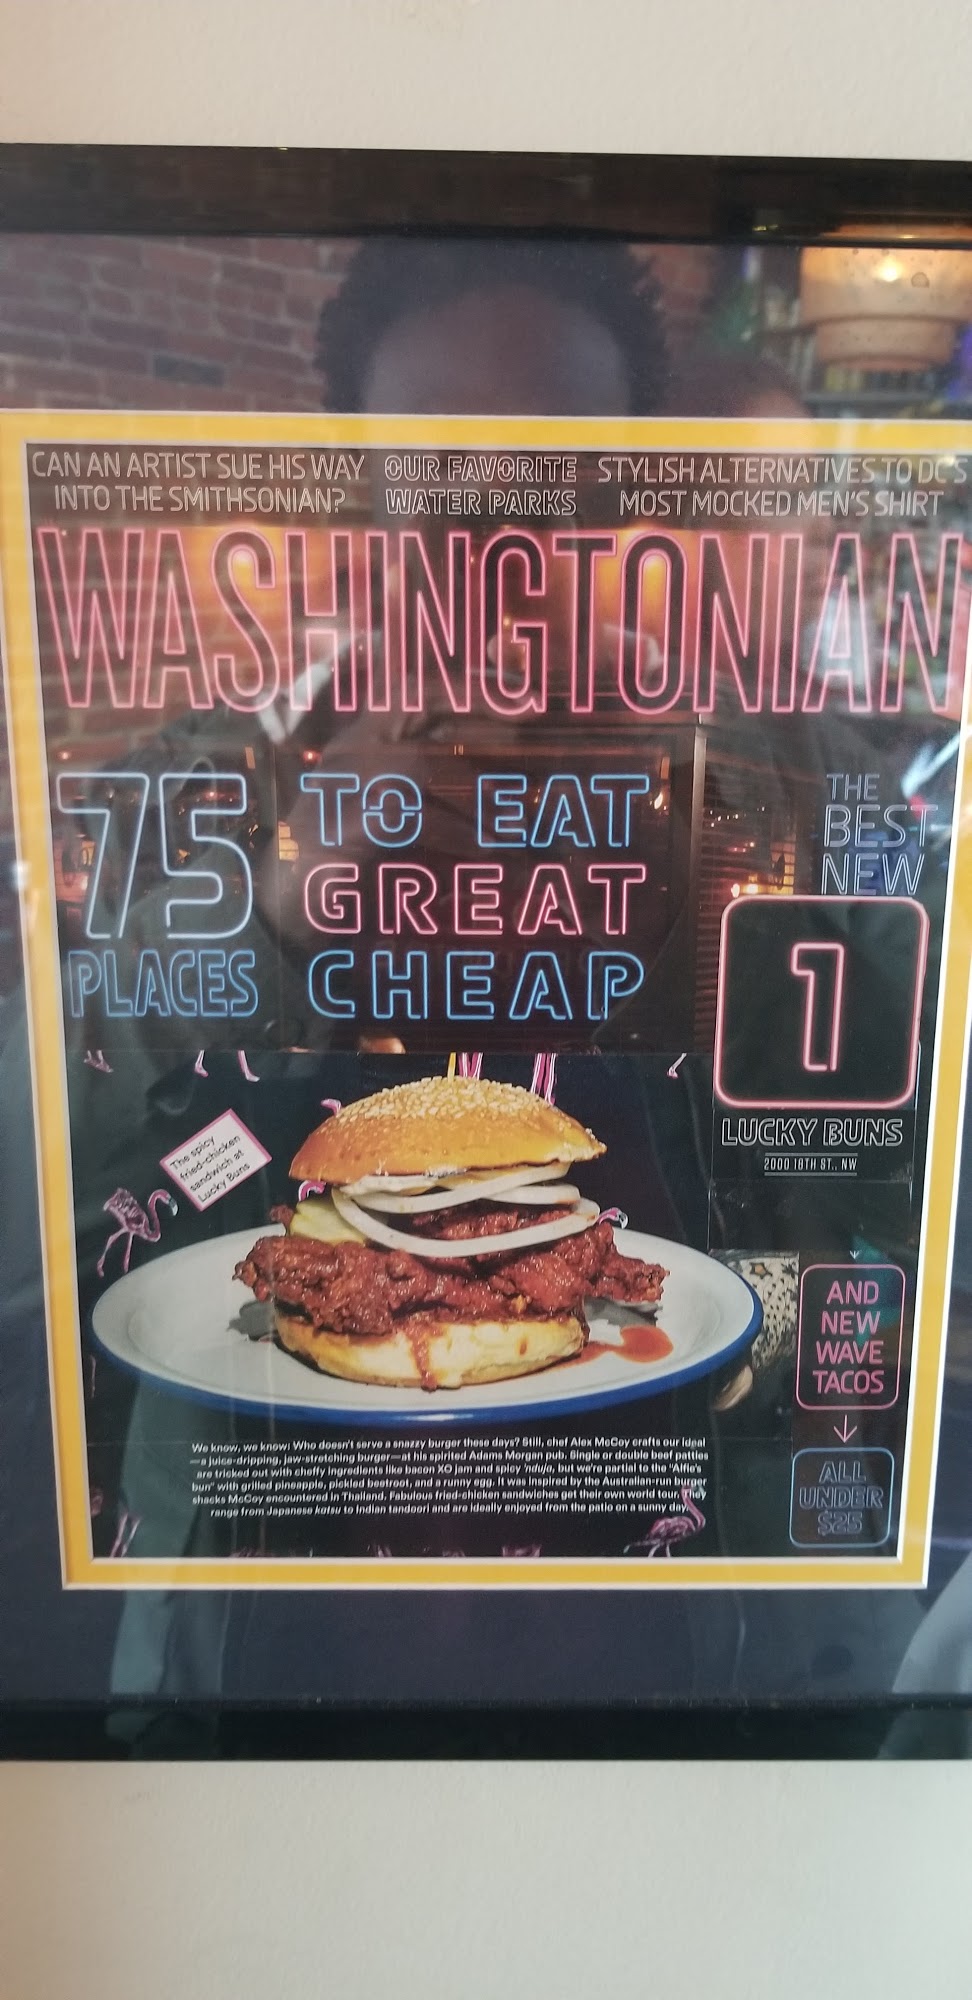 CAN AN ARTIST SUE HIS WAY
INTO THE SMITHSONIAN?
OUR FAVORITE
WATER PARKS
STYLISH ALTERNATIVES TO DC'S
MOST MOCKED MEN'S SHIRT
WASHINGTONIAN
75
PLACES
TO EAT
GREAT
CHEAP
THE
BEST
NEW
1
LUCKY BUNS
2000 18TH ST., NW
The spicy
fried-chicken
sandwich at
Lucky Buns
AND
NEW
WAVE
TACOS
ALL
UNDER
$25
We know, we know: Who doesn't serve a snazzy burger these days? Still, chef Alex McCoy crafts our ideal
—a juice-dripping, jaw-stretching burger—at his spirited Adams Morgan pub. Single or double beef patties
are tricked out with cheffy ingredients like bacon XO jam and spicy 'nduja, but we're partial to the "Alfie's
bun" with grilled pineapple, pickled beetroot, and a runny egg. It was inspired by the Australian-run burger
shacks McCoy encountered in Thailand. Fabulous fried-chicken sandwiches get their own world tour. They
range from Japanese katsu to Indian tandoori and are ideally enjoyed from the patio on a sunny day.